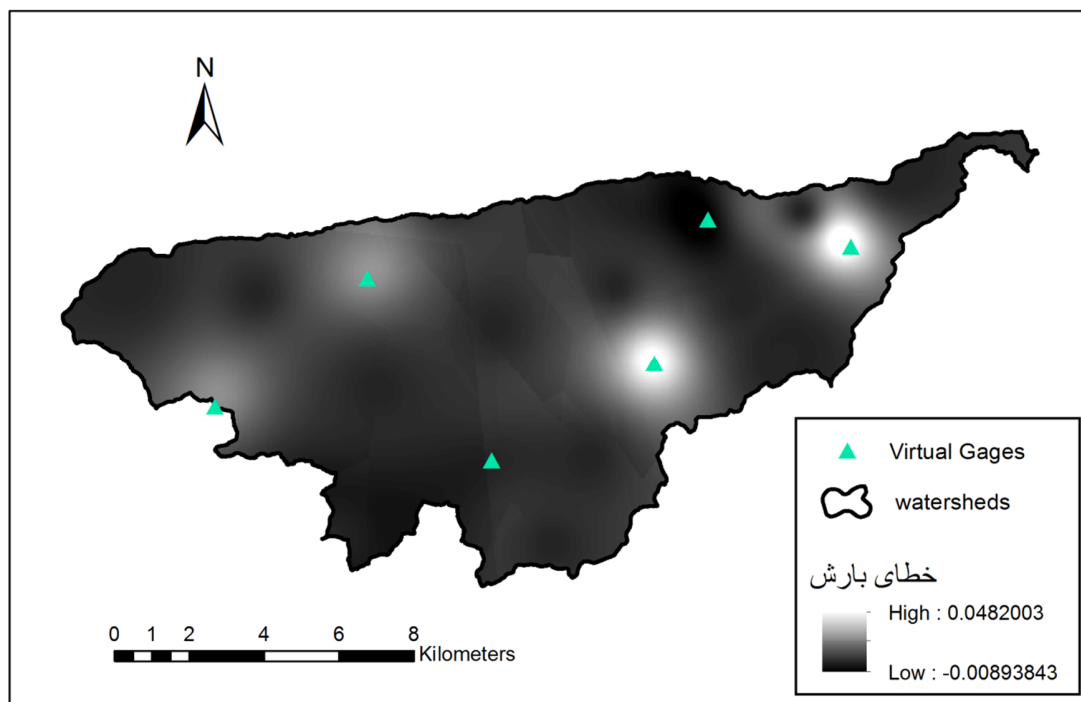 N
Virtual Gages
watersheds
خطای بارش
High : 0.0482003
Low : -0.00893843
0 1 2 4 6 8
Kilometers